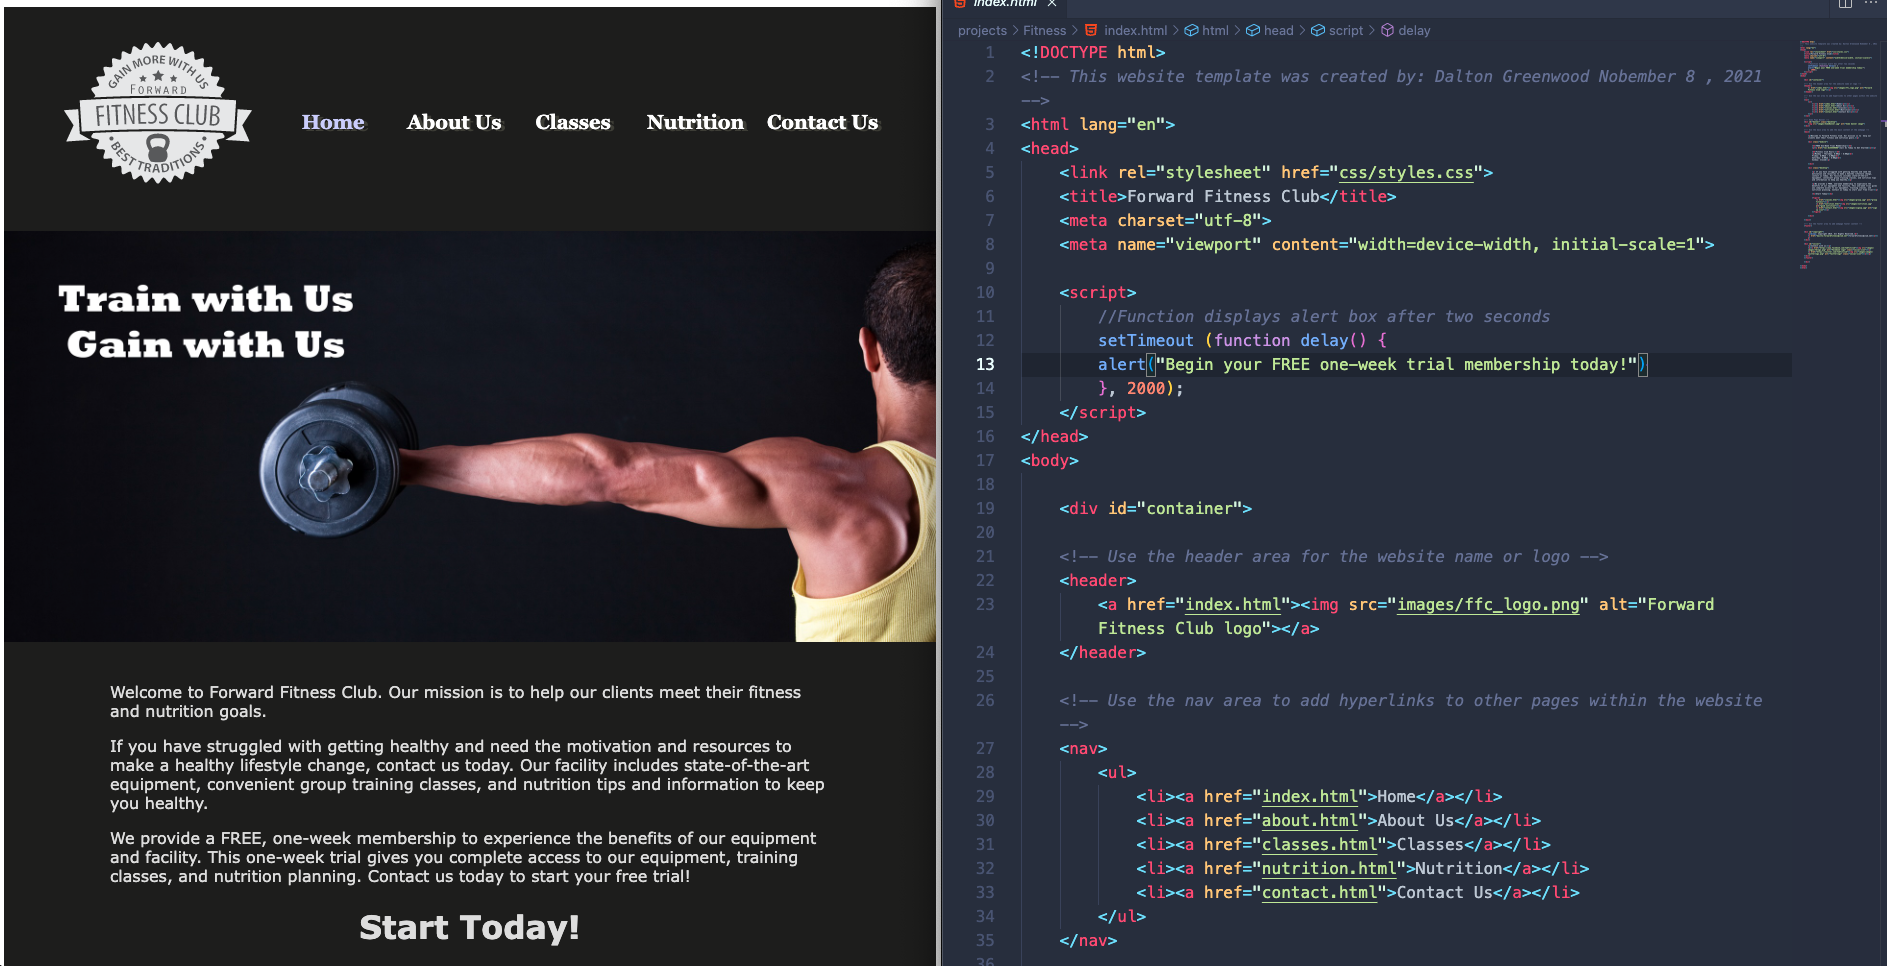 GAIN MORE WITH US
FORWARD
FITNESS CLUB
BEST TRADITIONS
Home About Us Classes Nutrition Contact Us
Train with Us
Gain with Us
Welcome to Forward Fitness Club. Our mission is to help our clients meet their fitness
and nutrition goals.
If you have struggled with getting healthy and need the motivation and resources to
make a healthy lifestyle change, contact us today. Our facility includes state-of-the-art
equipment, convenient group training classes, and nutrition tips and information to keep
you healthy.
We provide a FREE, one-week membership to experience the benefits of our equipment
and facility. This one-week trial gives you complete access to our equipment, training
classes, and nutrition planning. Contact us today to start your free trial!
Start Today!
index.html
projects > Fitness > index.html > html > head > script > delay
1 <!DOCTYPE html>
2 <!-- This website template was created by: Dalton Greenwood Nobember 8 , 2021
-->
3 <html lang="en">
4 <head>
5 <link rel="stylesheet" href="css/styles.css">
6 <title>Forward Fitness Club</title>
7 <meta charset="utf-8">
8 <meta name="viewport" content="width=device-width, initial-scale=1">
9
10 <script>
11 //Function displays alert box after two seconds
12 setTimeout (function delay() {
13 alert("Begin your FREE one-week trial membership today!")
14 }, 2000);
15 </script>
16 </head>
17 <body>
18
19 <div id="container">
20
21 <!-- Use the header area for the website name or logo -->
22 <header>
23 <a href="index.html"><img src="images/ffc_logo.png" alt="Forward
Fitness Club logo"></a>
24 </header>
25
26 <!-- Use the nav area to add hyperlinks to other pages within the website
-->
27 <nav>
28 <ul>
29 <li><a href="index.html">Home</a></li>
30 <li><a href="about.html">About Us</a></li>
31 <li><a href="classes.html">Classes</a></li>
32 <li><a href="nutrition.html">Nutrition</a></li>
33 <li><a href="contact.html">Contact Us</a></li>
34 </ul>
35 </nav>
36